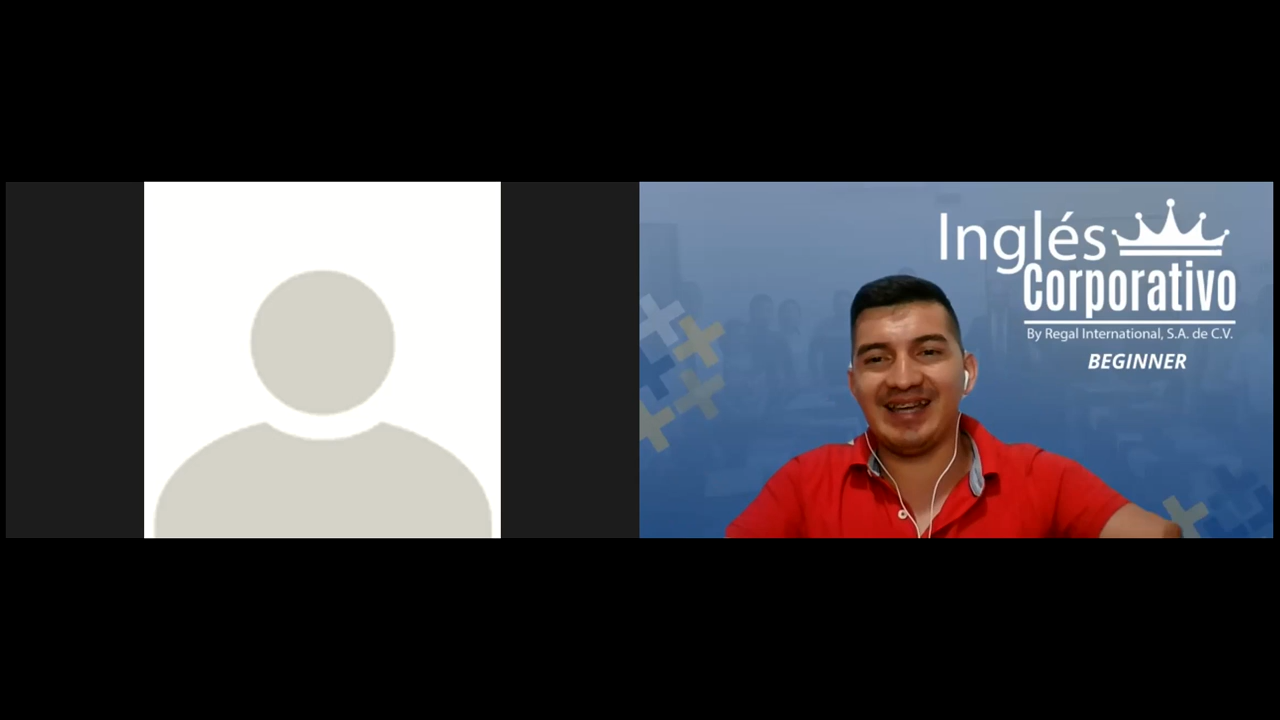 Inglés
Corporativo
By Regal International, S.A. de C.V.
BEGINNER